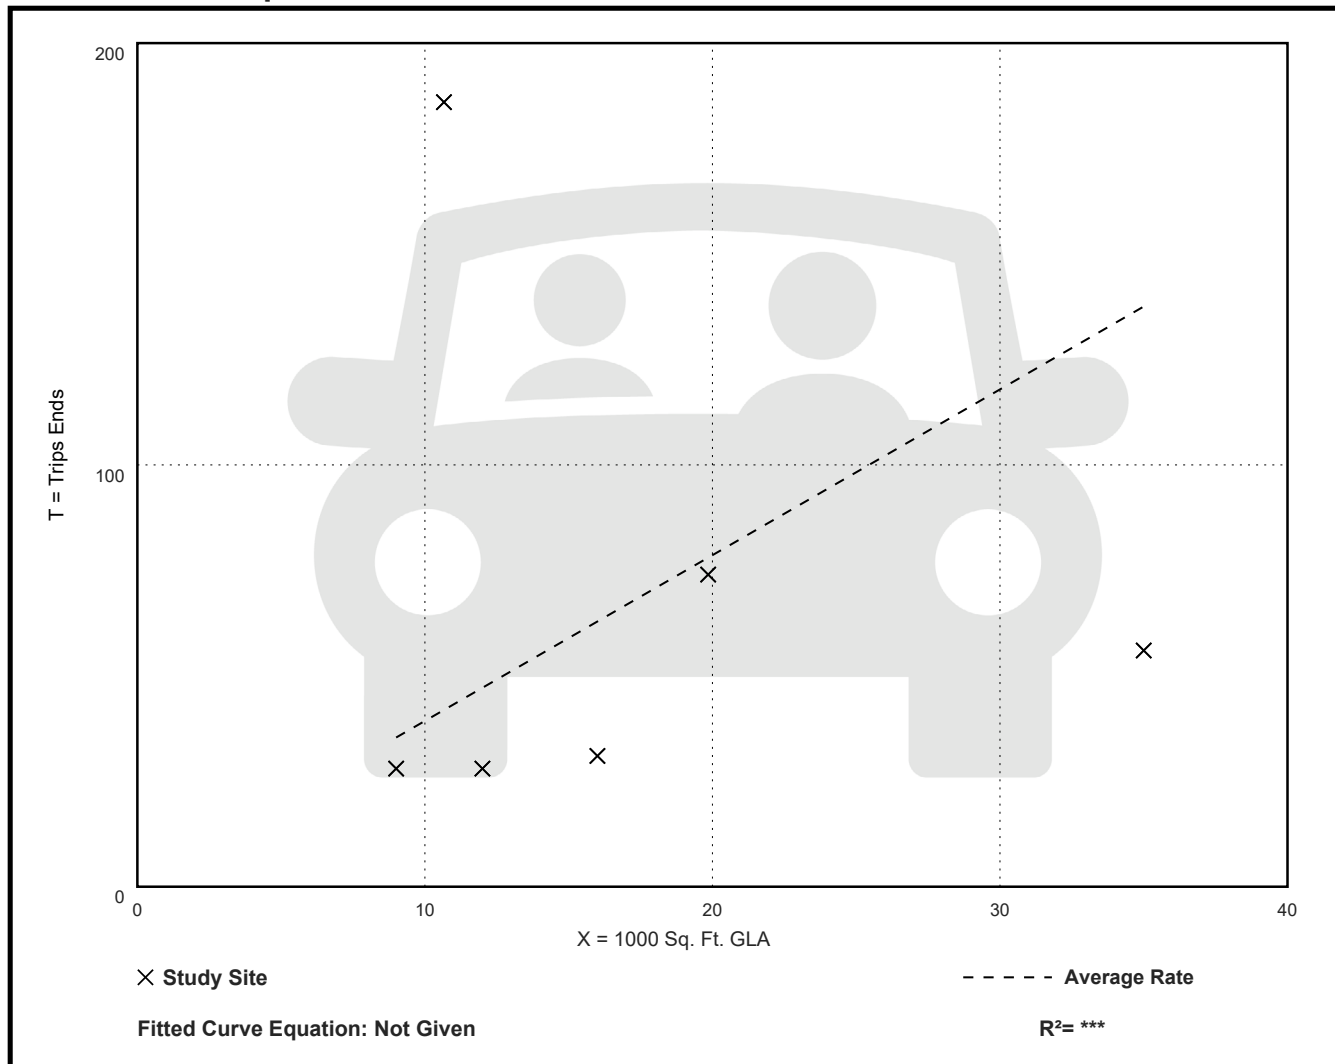 200
100
0
T = Trips Ends
0 10 20 30 40
X = 1000 Sq. Ft. GLA
Study Site
Average Rate
Fitted Curve Equation: Not Given
R²= ***